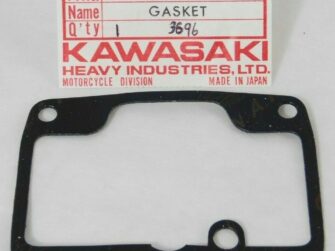 Name GASKET
Q'ty 1 3696
KAWASAKI
HEAVY INDUSTRIES, LTD.
MOTORCYCLE DIVISION MADE IN JAPAN